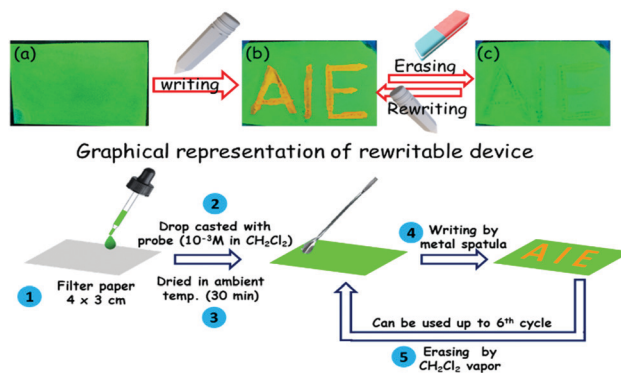 (a)
writing
(b)
AIE
Erasing
Rewriting
(c)
AIE
Graphical representation of rewritable device
1
Filter paper
4 x 3 cm
2
Drop casted with
probe (10⁻³M in CH₂Cl₂)
Dried in ambient
temp. (30 min)
3
4
Writing by
metal spatula
AIE
Can be used up to 6ᵗʰ cycle
5
Erasing by
CH₂Cl₂ vapor